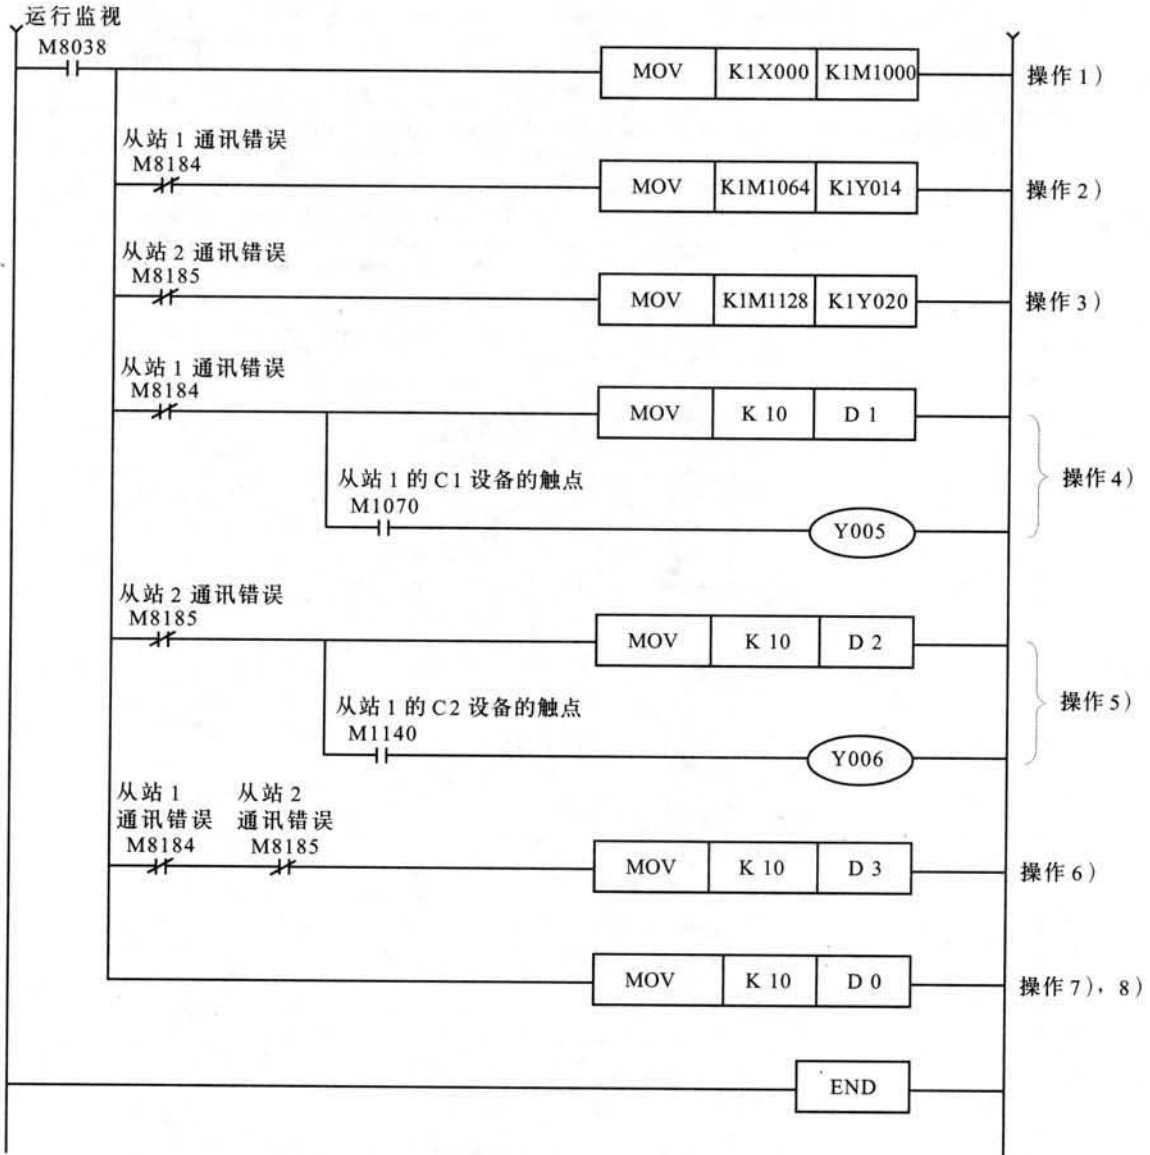 运行监视
M8038
MOV K1X000 K1M1000 操作1）
从站 1 通讯错误
M8184
MOV K1M1064 K1Y014 操作2）
从站 2 通讯错误
M8185
MOV K1M1128 K1Y020 操作3）
从站 1 通讯错误
M8184
MOV K 10 D 1
从站 1 的 C1 设备的触点
M1070
Y005
操作4）
从站 2 通讯错误
M8185
MOV K 10 D 2
从站 1 的 C2 设备的触点
M1140
Y006
操作5）
从站 1 从站 2
通讯错误 通讯错误
M8184 M8185
MOV K 10 D 3 操作6）
MOV K 10 D 0 操作7），8）
END